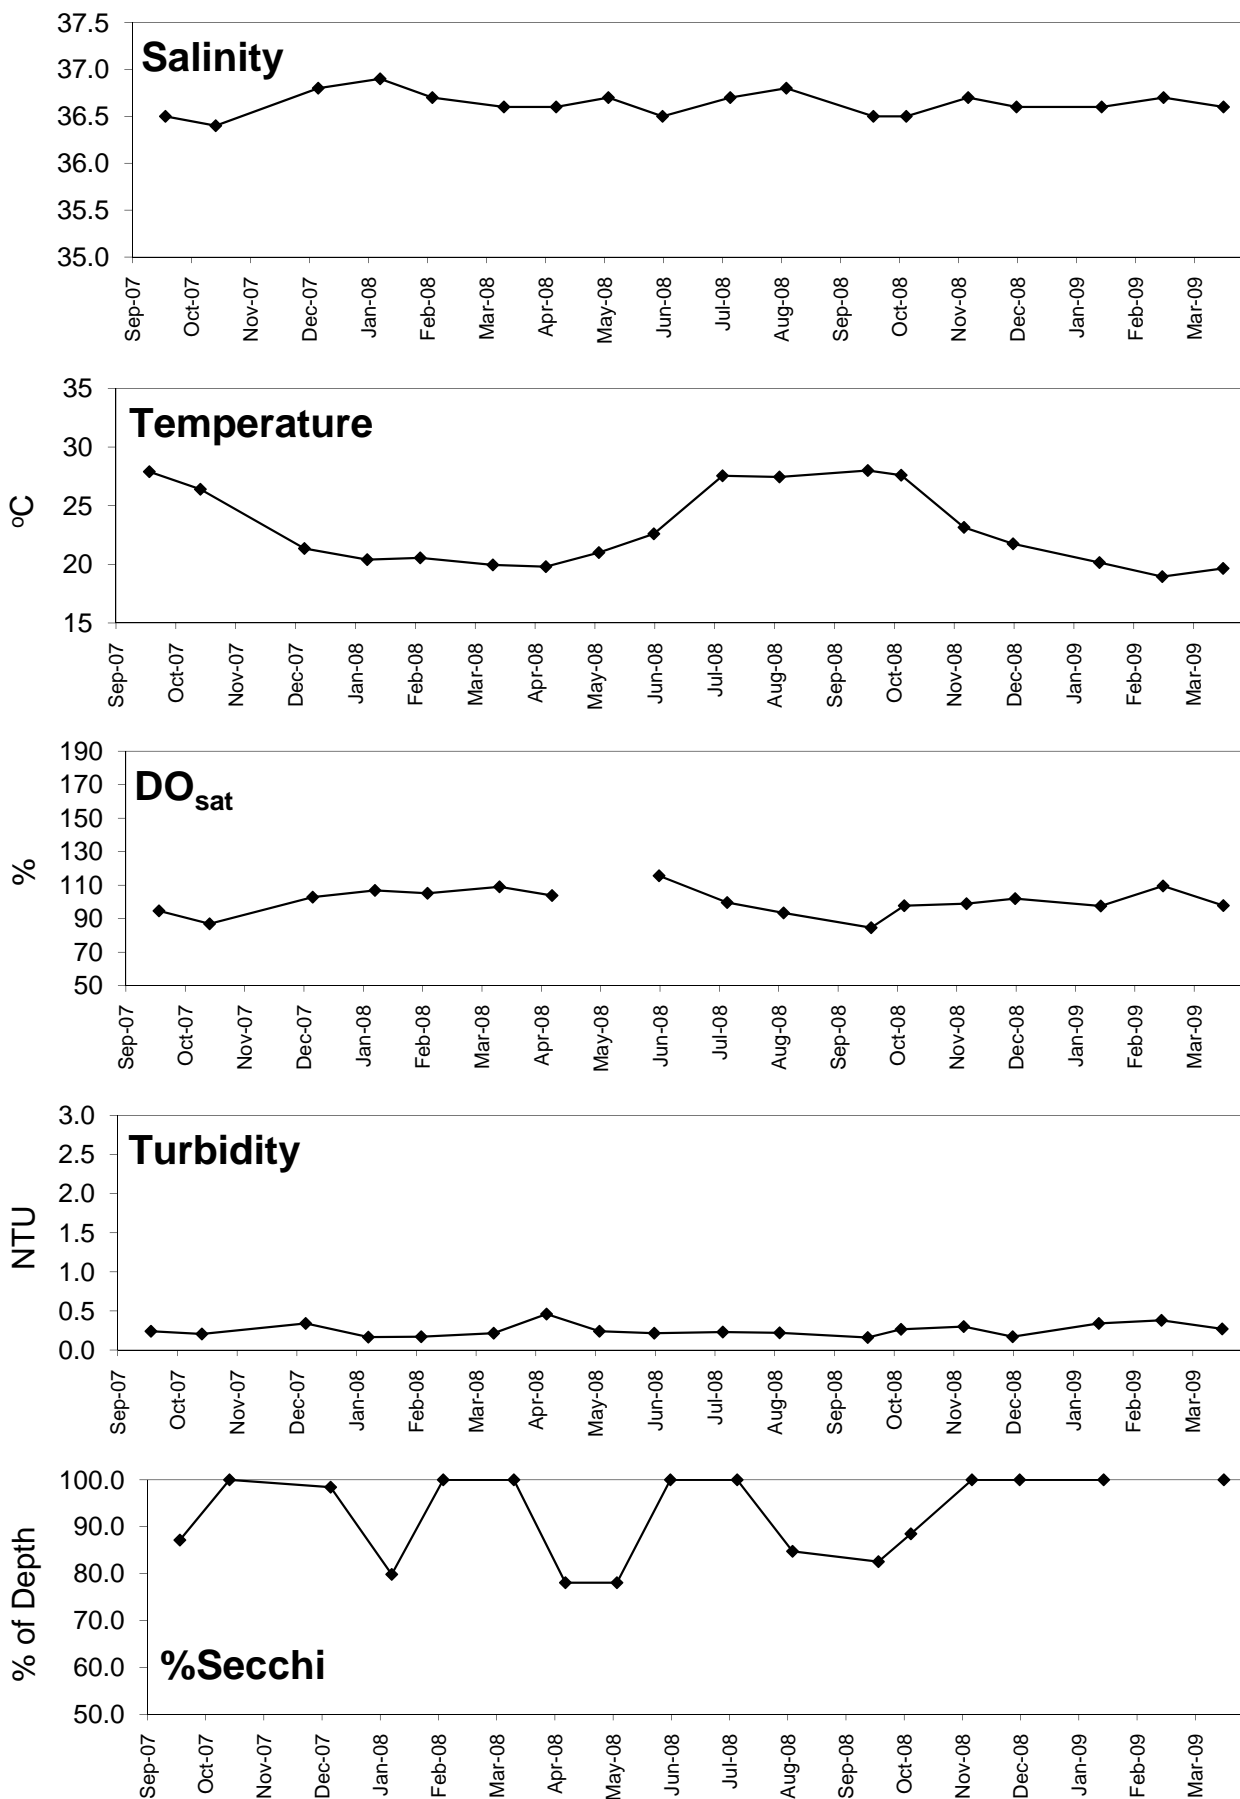 Salinity
37.5
37.0
36.5
36.0
35.5
35.0
Sep-07 Oct-07 Nov-07 Dec-07 Jan-08 Feb-08 Mar-08 Apr-08 May-08 Jun-08 Jul-08 Aug-08 Sep-08 Oct-08 Nov-08 Dec-08 Jan-09 Feb-09 Mar-09
Temperature
ºC
35
30
25
20
15
Sep-07 Oct-07 Nov-07 Dec-07 Jan-08 Feb-08 Mar-08 Apr-08 May-08 Jun-08 Jul-08 Aug-08 Sep-08 Oct-08 Nov-08 Dec-08 Jan-09 Feb-09 Mar-09
DOsat
%
190
170
150
130
110
90
70
50
Sep-07 Oct-07 Nov-07 Dec-07 Jan-08 Feb-08 Mar-08 Apr-08 May-08 Jun-08 Jul-08 Aug-08 Sep-08 Oct-08 Nov-08 Dec-08 Jan-09 Feb-09 Mar-09
Turbidity
NTU
3.0
2.5
2.0
1.5
1.0
0.5
0.0
Sep-07 Oct-07 Nov-07 Dec-07 Jan-08 Feb-08 Mar-08 Apr-08 May-08 Jun-08 Jul-08 Aug-08 Sep-08 Oct-08 Nov-08 Dec-08 Jan-09 Feb-09 Mar-09
%Secchi
% of Depth
100.0
90.0
80.0
70.0
60.0
50.0
Sep-07 Oct-07 Nov-07 Dec-07 Jan-08 Feb-08 Mar-08 Apr-08 May-08 Jun-08 Jul-08 Aug-08 Sep-08 Oct-08 Nov-08 Dec-08 Jan-09 Feb-09 Mar-09